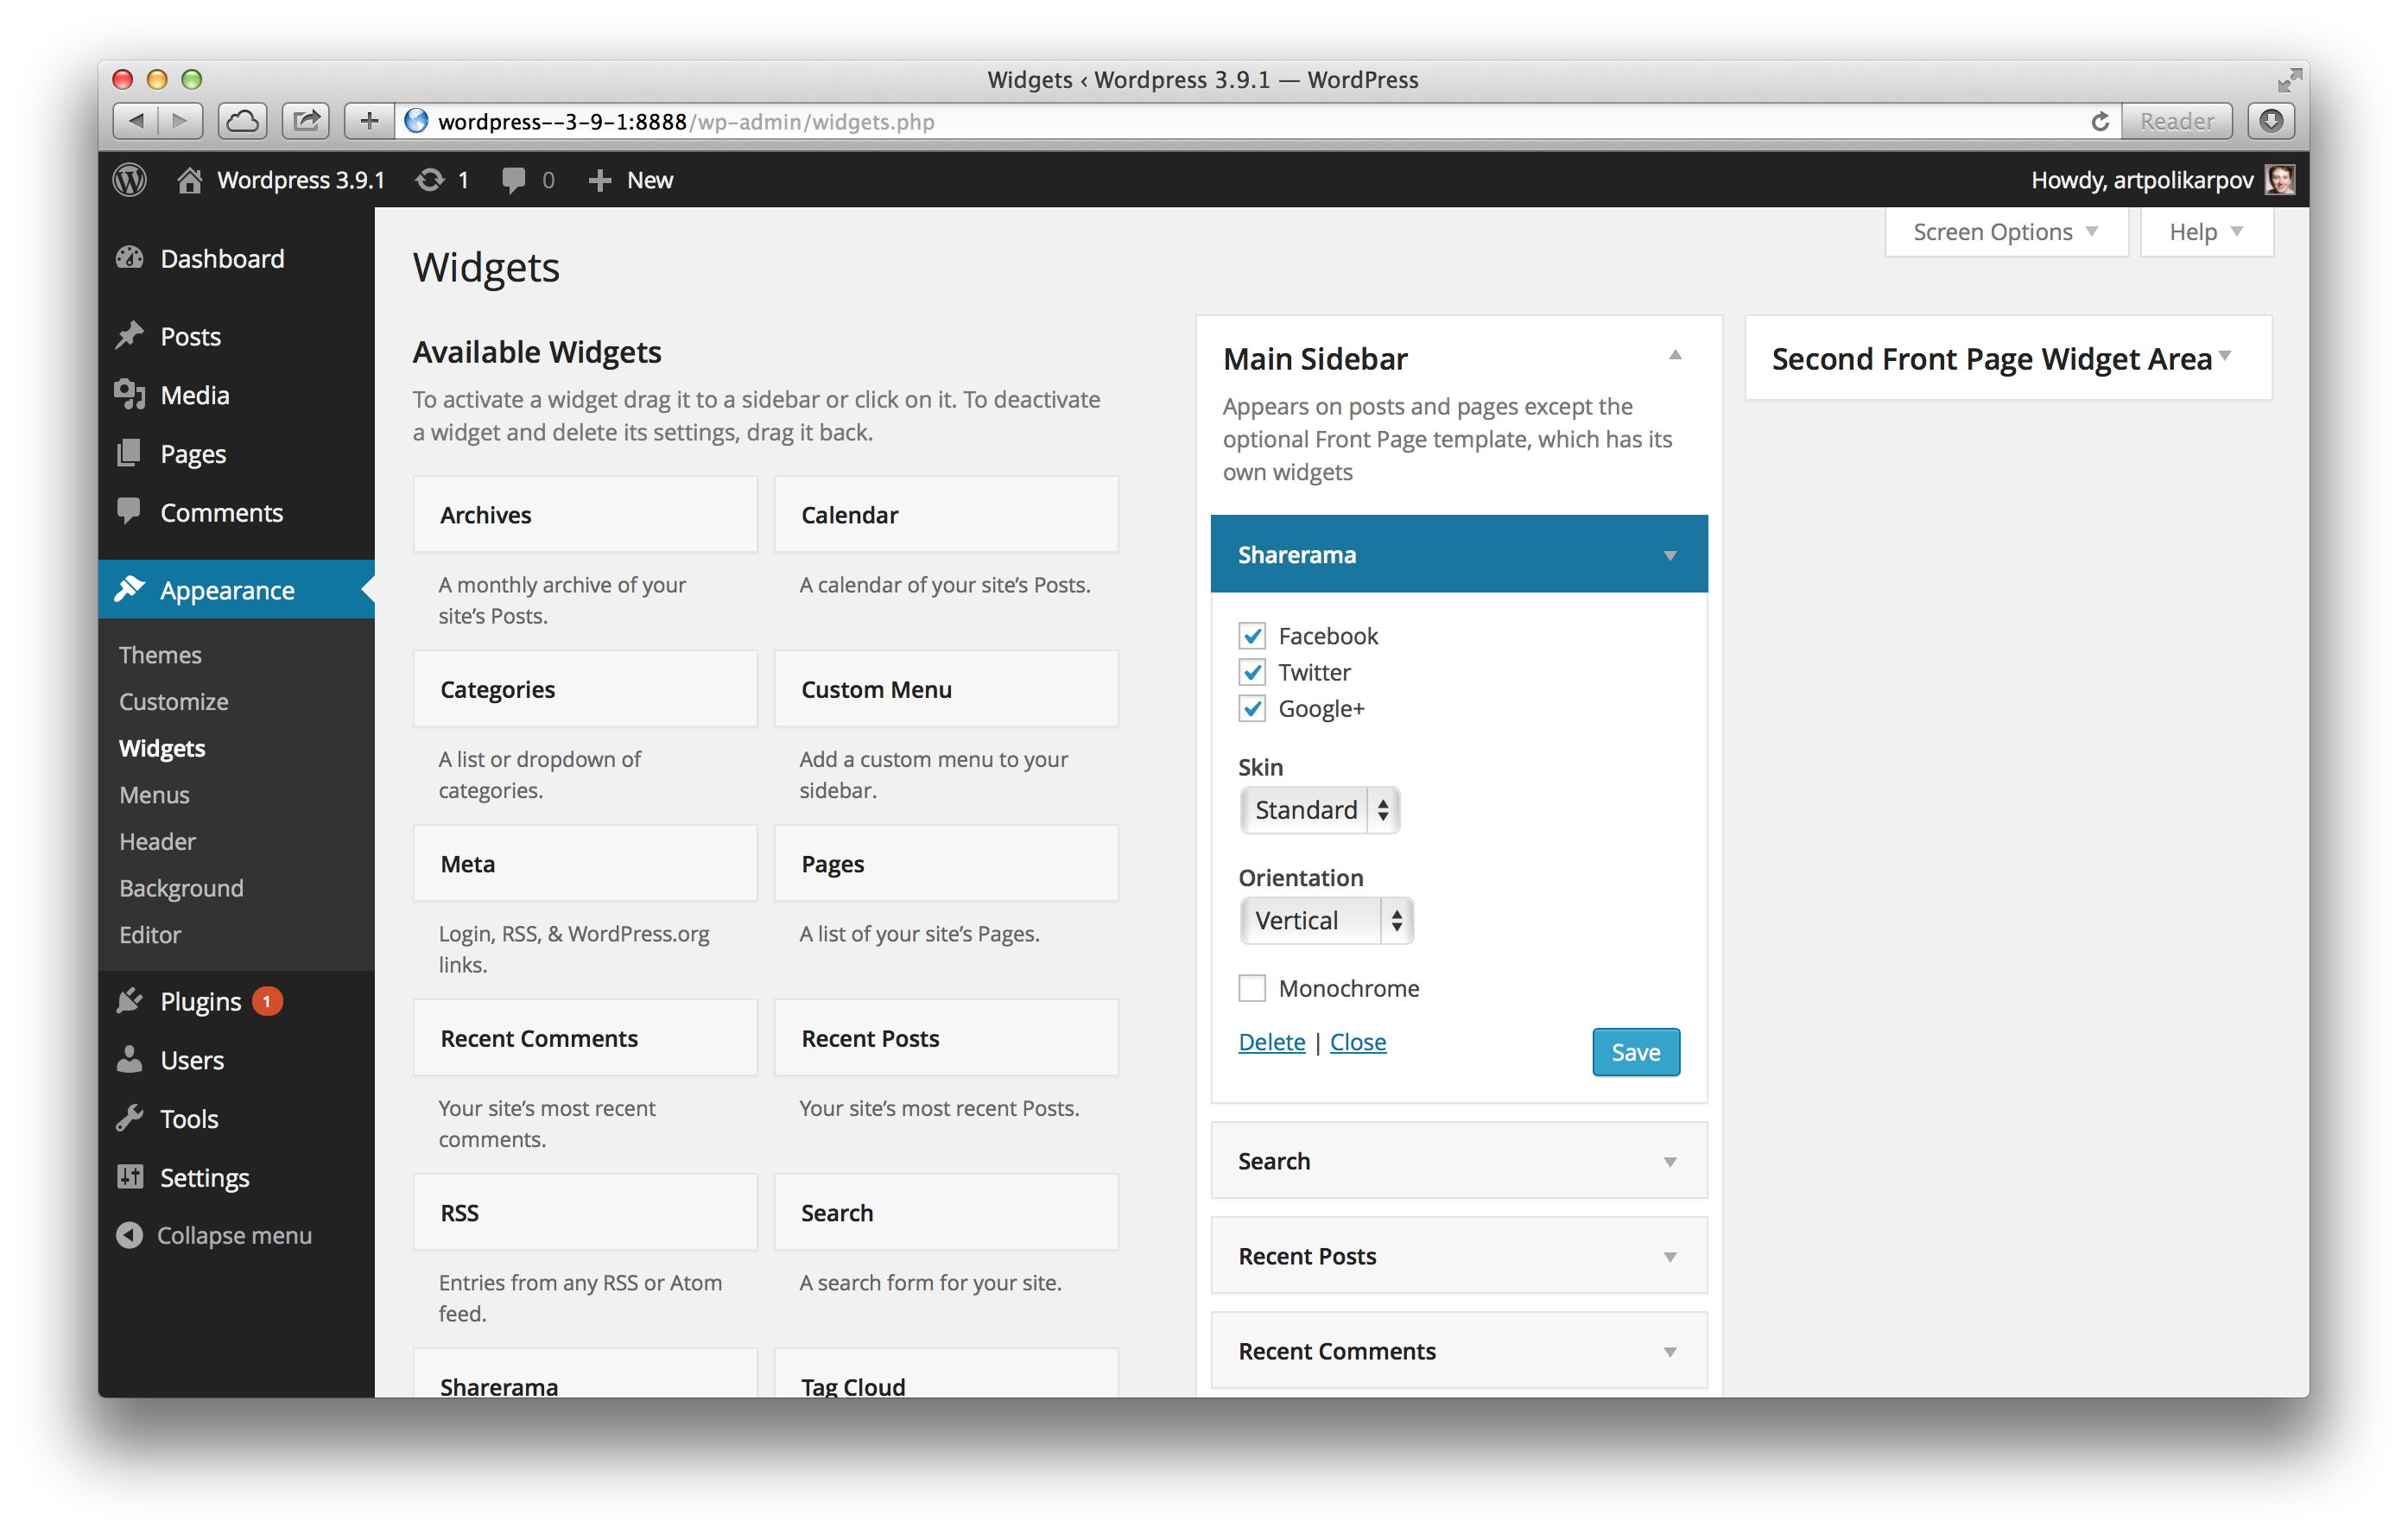 Widgets ‹ Wordpress 3.9.1 — WordPress
wordpress--3-9-1:8888/wp-admin/widgets.php
Reader
Wordpress 3.9.1
1
0
New
Howdy, artpolikarpov
Dashboard
Posts
Media
Pages
Comments
Appearance
Themes
Customize
Widgets
Menus
Header
Background
Editor
Plugins 1
Users
Tools
Settings
Collapse menu
Screen Options
Help
Widgets
Available Widgets
To activate a widget drag it to a sidebar or click on it. To deactivate
a widget and delete its settings, drag it back.
Archives
A monthly archive of your
site’s Posts.
Calendar
A calendar of your site’s Posts.
Categories
A list or dropdown of
categories.
Custom Menu
Add a custom menu to your
sidebar.
Meta
Login, RSS, & WordPress.org
links.
Pages
A list of your site’s Pages.
Recent Comments
Your site’s most recent
comments.
Recent Posts
Your site’s most recent Posts.
RSS
Entries from any RSS or Atom
feed.
Search
A search form for your site.
Sharerama
Tag Cloud
Main Sidebar
Appears on posts and pages except the
optional Front Page template, which has its
own widgets
Sharerama
Facebook
Twitter
Google+
Skin
Standard
Orientation
Vertical
Monochrome
Delete | Close
Save
Search
Recent Posts
Recent Comments
Second Front Page Widget Area